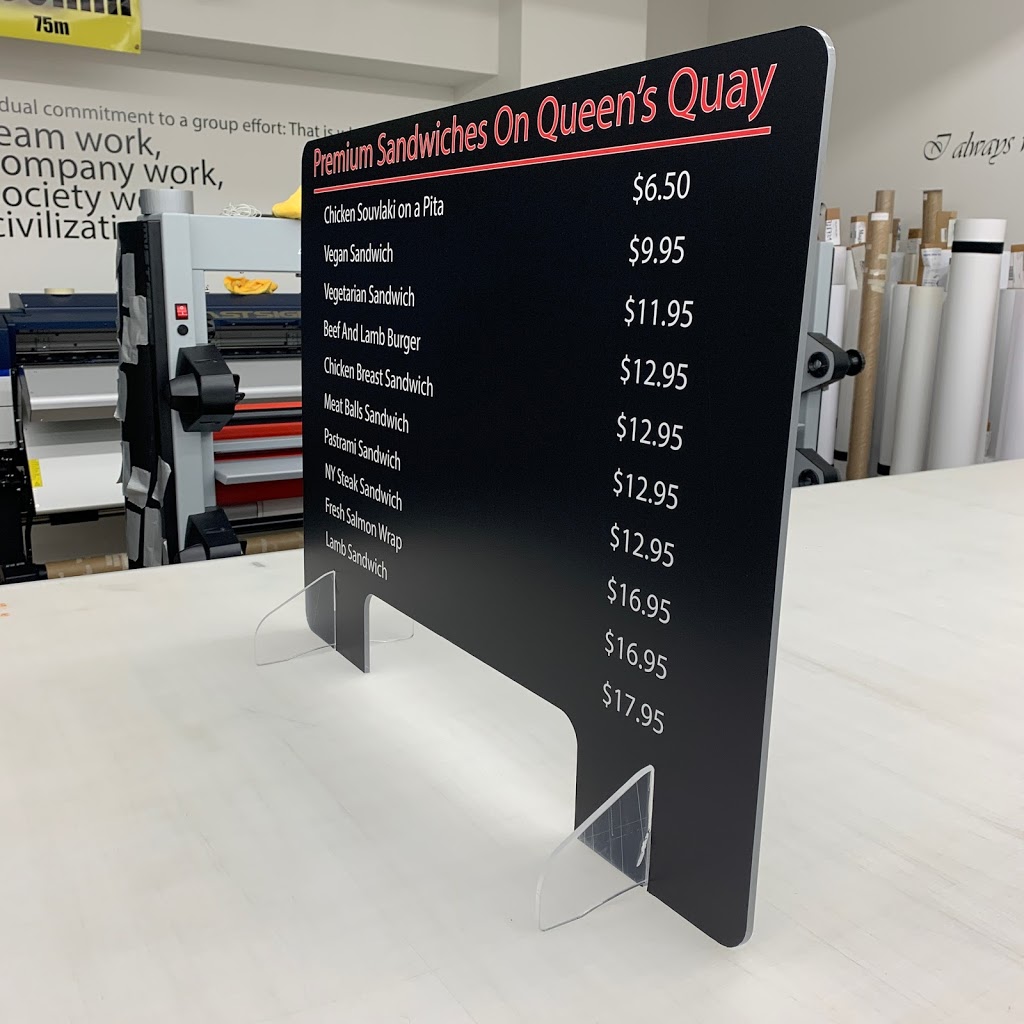 75m
dual commitment to a group effort: That is
eam work,
ompany work,
ociety
civilizati
I always
Premium Sandwiches On Queen's Quay
Chicken Souvlaki on a Pita $6.50
Vegan Sandwich $9.95
Vegetarian Sandwich $11.95
Beef And Lamb Burger $12.95
Chicken Breast Sandwich $12.95
Meat Balls Sandwich $12.95
Pastrami Sandwich $12.95
NY Steak Sandwich $16.95
Fresh Salmon Wrap $16.95
Lamb Sandwich $17.95
ASTSIG